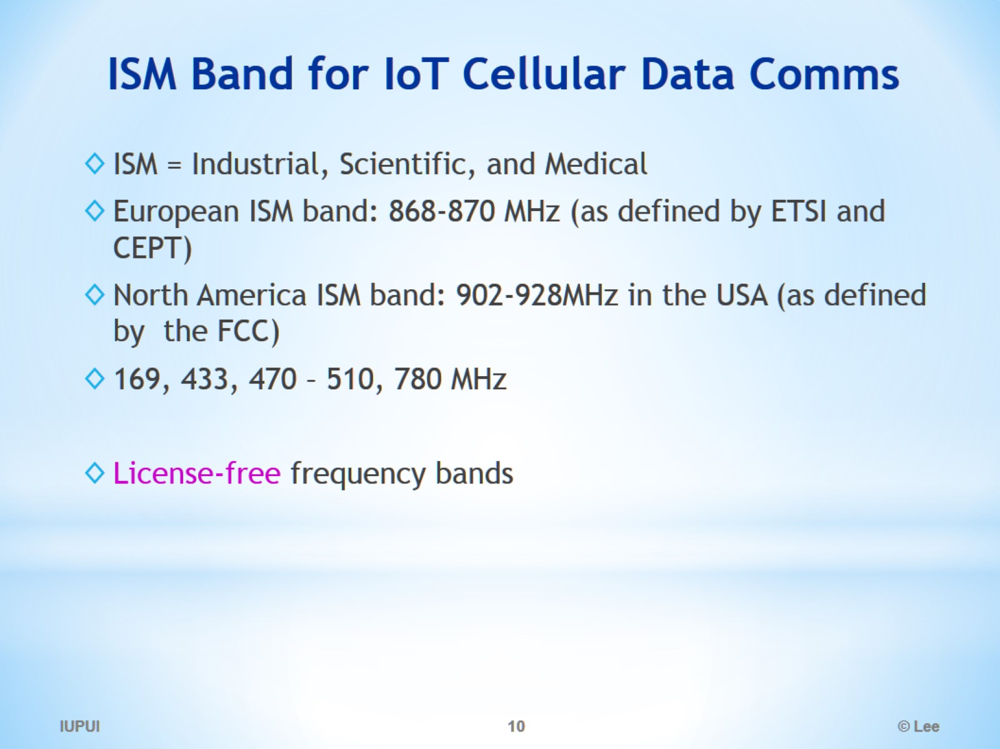 ISM Band for IoT Cellular Data Comms
◇ ISM = Industrial, Scientific, and Medical
◇ European ISM band: 868-870 MHz (as defined by ETSI and
CEPT)
◇ North America ISM band: 902-928MHz in the USA (as defined
by  the FCC)
◇ 169, 433, 470 – 510, 780 MHz
◇ License-free frequency bands
IUPUI 10 © Lee